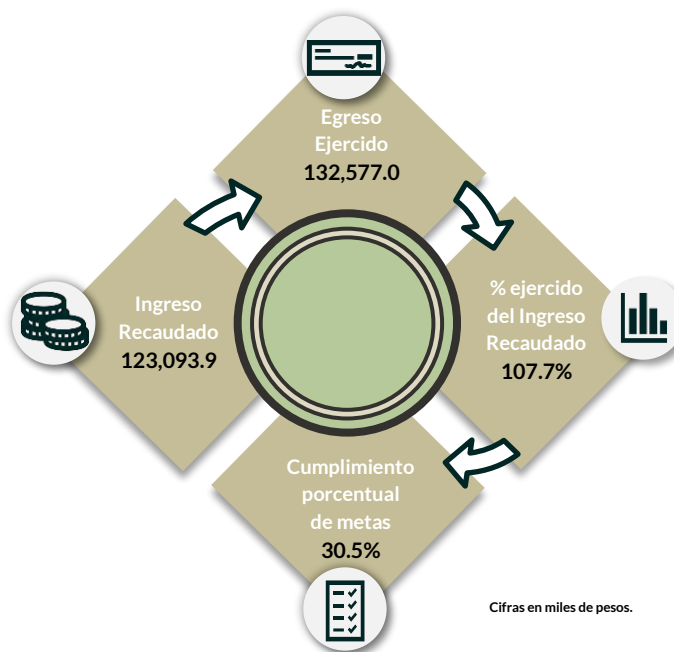 Egreso
Ejercido
132,577.0
Ingreso
Recaudado
123,093.9
% ejercido
del Ingreso
Recaudado
107.7%
Cumplimiento
porcentual
de metas
30.5%
Cifras en miles de pesos.